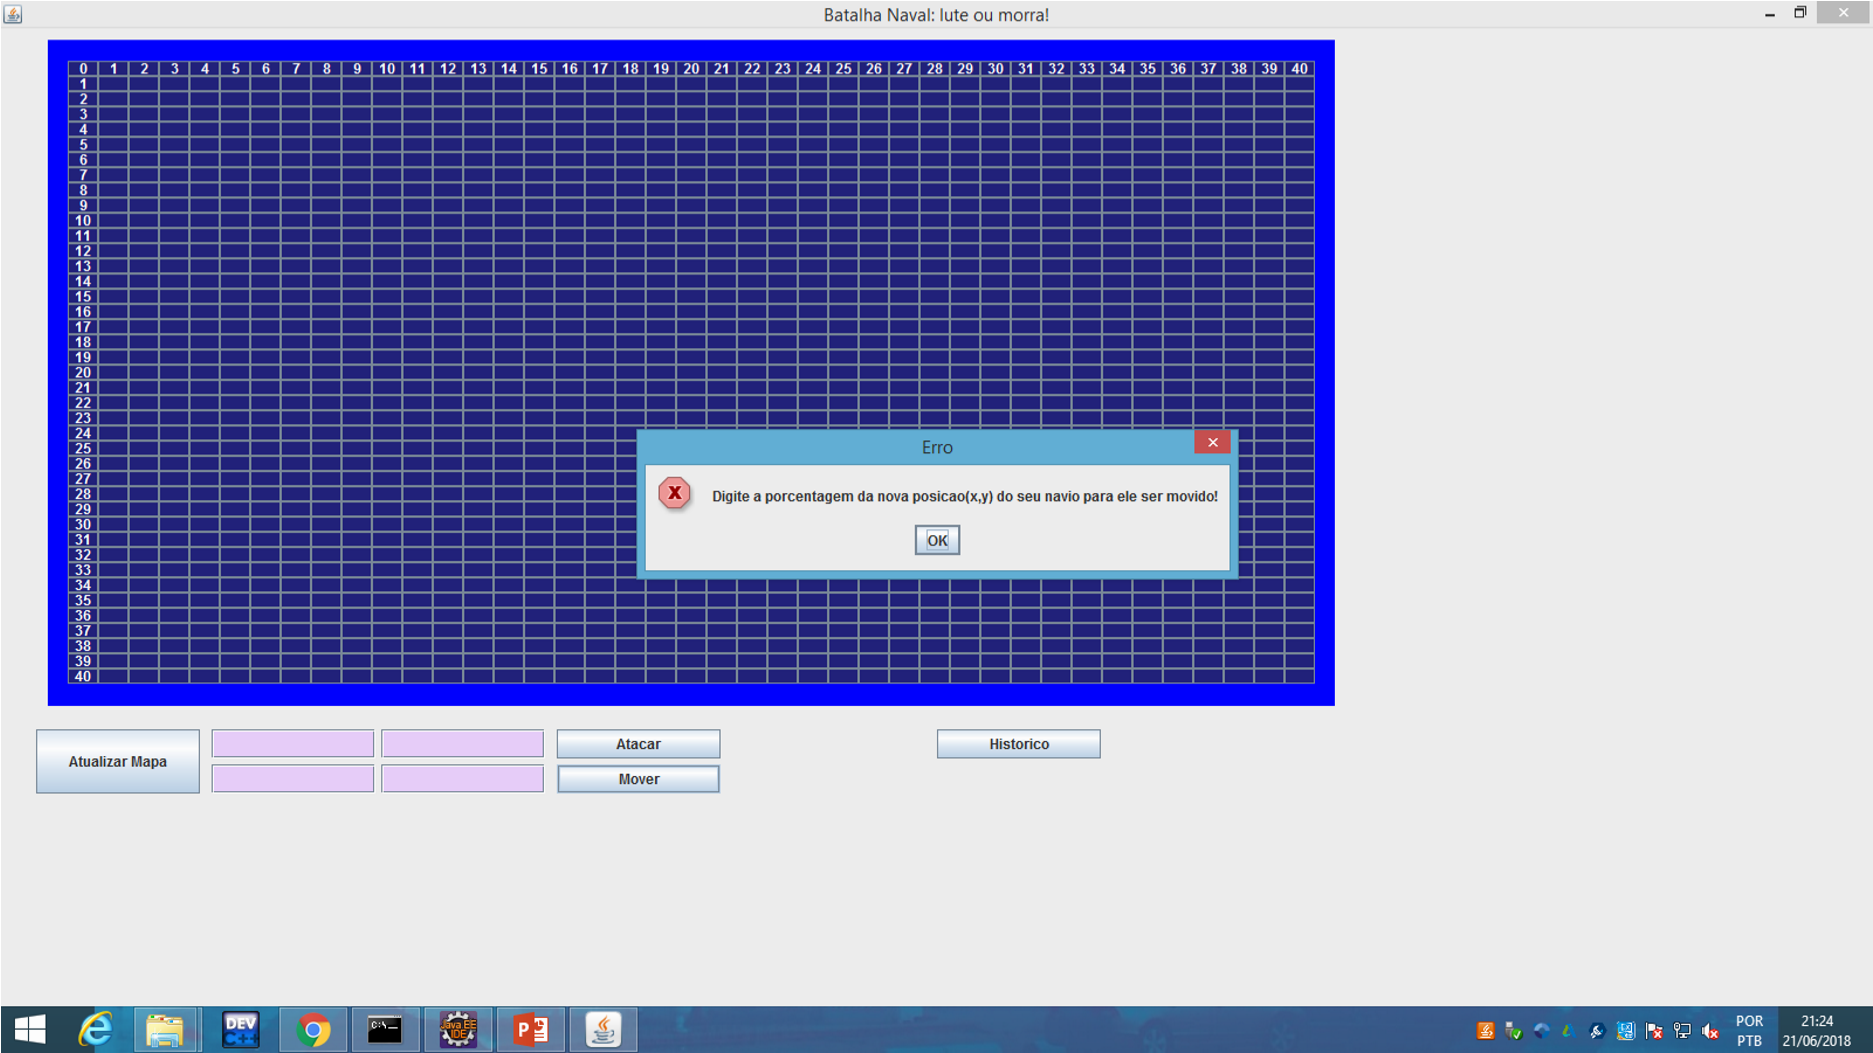 Batalha Naval: lute ou morra!
0 1 2 3 4 5 6 7 8 9 10 11 12 13 14 15 16 17 18 19 20 21 22 23 24 25 26 27 28 29 30 31 32 33 34 35 36 37 38 39 40
1
2
3
4
5
6
7
8
9
10
11
12
13
14
15
16
17
18
19
20
21
22
23
24
25
26
27
28
29
30
31
32
33
34
35
36
37
38
39
40
Erro
Digite a porcentagem da nova posicao(x,y) do seu navio para ele ser movido!
OK
Atualizar Mapa
Atacar
Mover
Historico
DEV
C++
C:\
Java EE
IDE
P
POR
PTB
21:24
21/06/2018